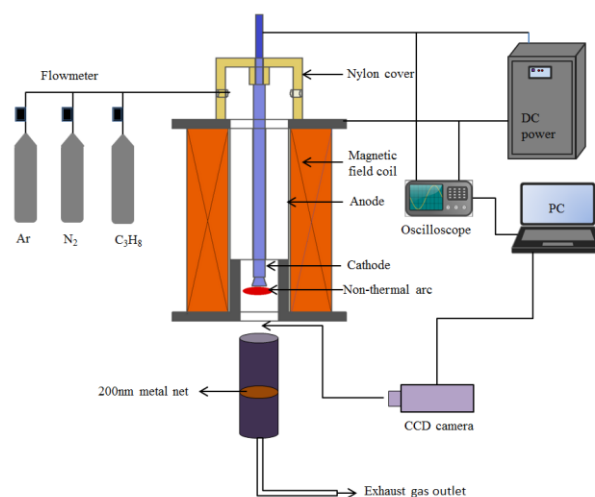 Flowmeter
Nylon cover
DC
power
Magnetic
field coil
Anode
PC
Oscilloscope
Ar
N₂
C₃H₈
Cathode
Non-thermal arc
200nm metal net
CCD camera
Exhaust gas outlet